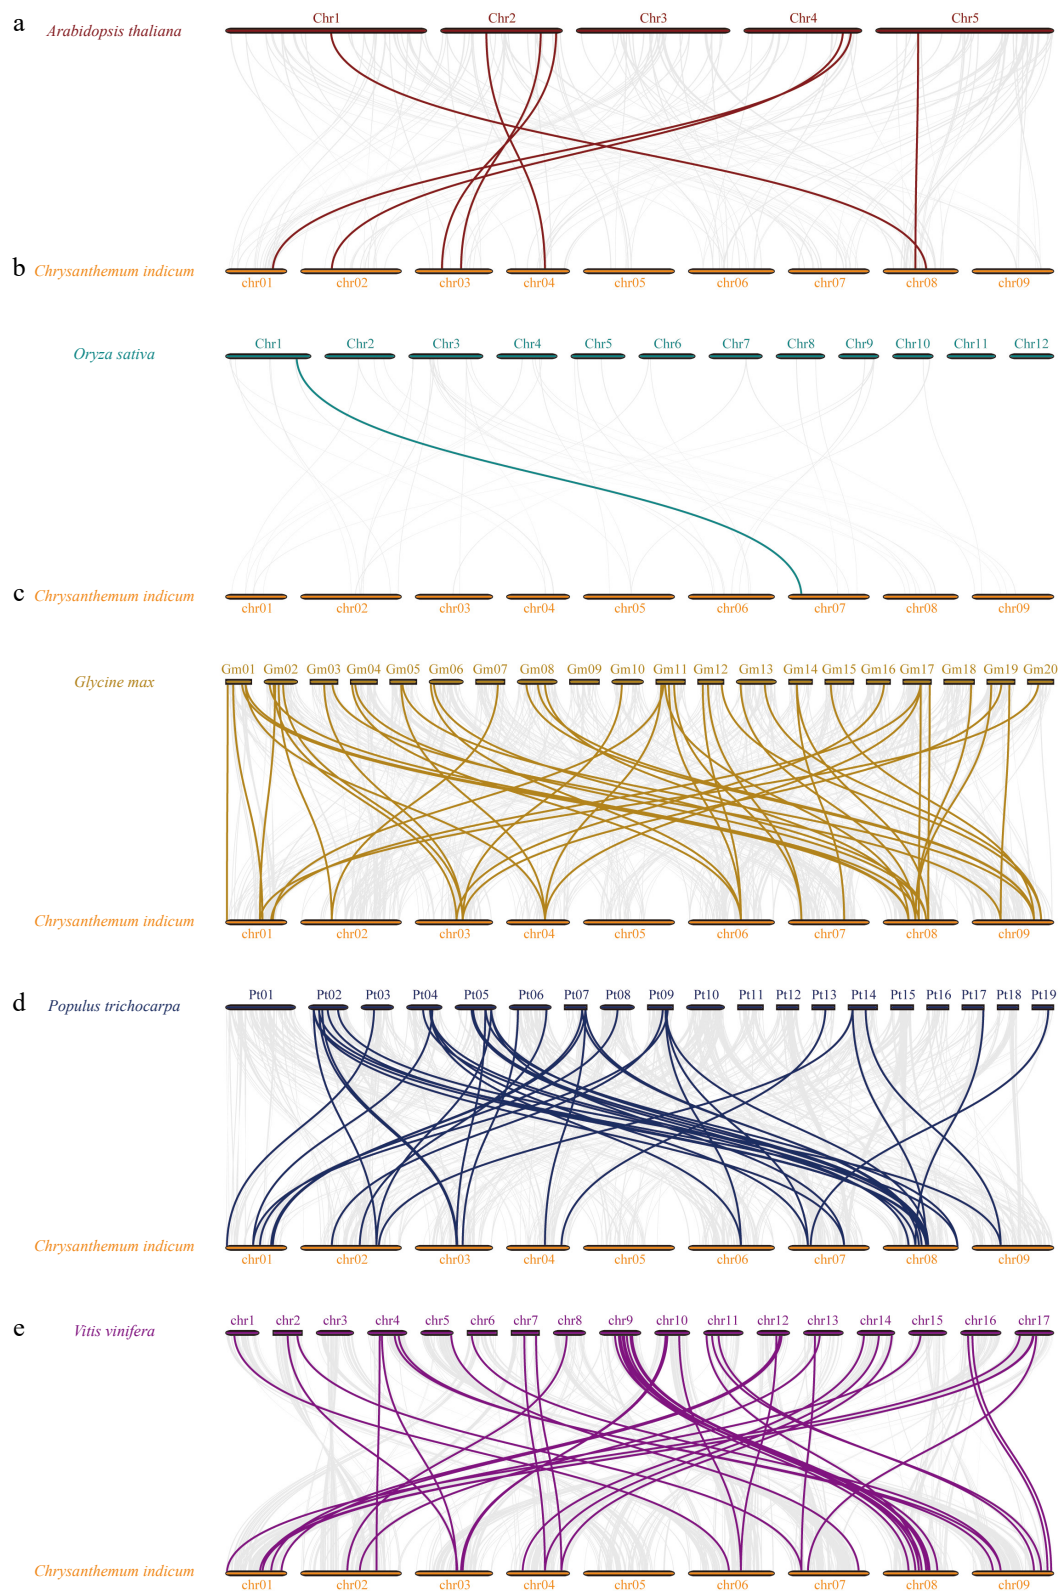 a
Arabidopsis thaliana
Chr1 Chr2 Chr3 Chr4 Chr5
b
Chrysanthemum indicum
chr01 chr02 chr03 chr04 chr05 chr06 chr07 chr08 chr09
Oryza sativa
Chr1 Chr2 Chr3 Chr4 Chr5 Chr6 Chr7 Chr8 Chr9 Chr10 Chr11 Chr12
c
Chrysanthemum indicum
chr01 chr02 chr03 chr04 chr05 chr06 chr07 chr08 chr09
Glycine max
Gm01 Gm02 Gm03 Gm04 Gm05 Gm06 Gm07 Gm08 Gm09 Gm10 Gm11 Gm12 Gm13 Gm14 Gm15 Gm16 Gm17 Gm18 Gm19 Gm20
Chrysanthemum indicum
chr01 chr02 chr03 chr04 chr05 chr06 chr07 chr08 chr09
d
Populus trichocarpa
Pt01 Pt02 Pt03 Pt04 Pt05 Pt06 Pt07 Pt08 Pt09 Pt10 Pt11 Pt12 Pt13 Pt14 Pt15 Pt16 Pt17 Pt18 Pt19
Chrysanthemum indicum
chr01 chr02 chr03 chr04 chr05 chr06 chr07 chr08 chr09
e
Vitis vinifera
chr1 chr2 chr3 chr4 chr5 chr6 chr7 chr8 chr9 chr10 chr11 chr12 chr13 chr14 chr15 chr16 chr17
Chrysanthemum indicum
chr01 chr02 chr03 chr04 chr05 chr06 chr07 chr08 chr09